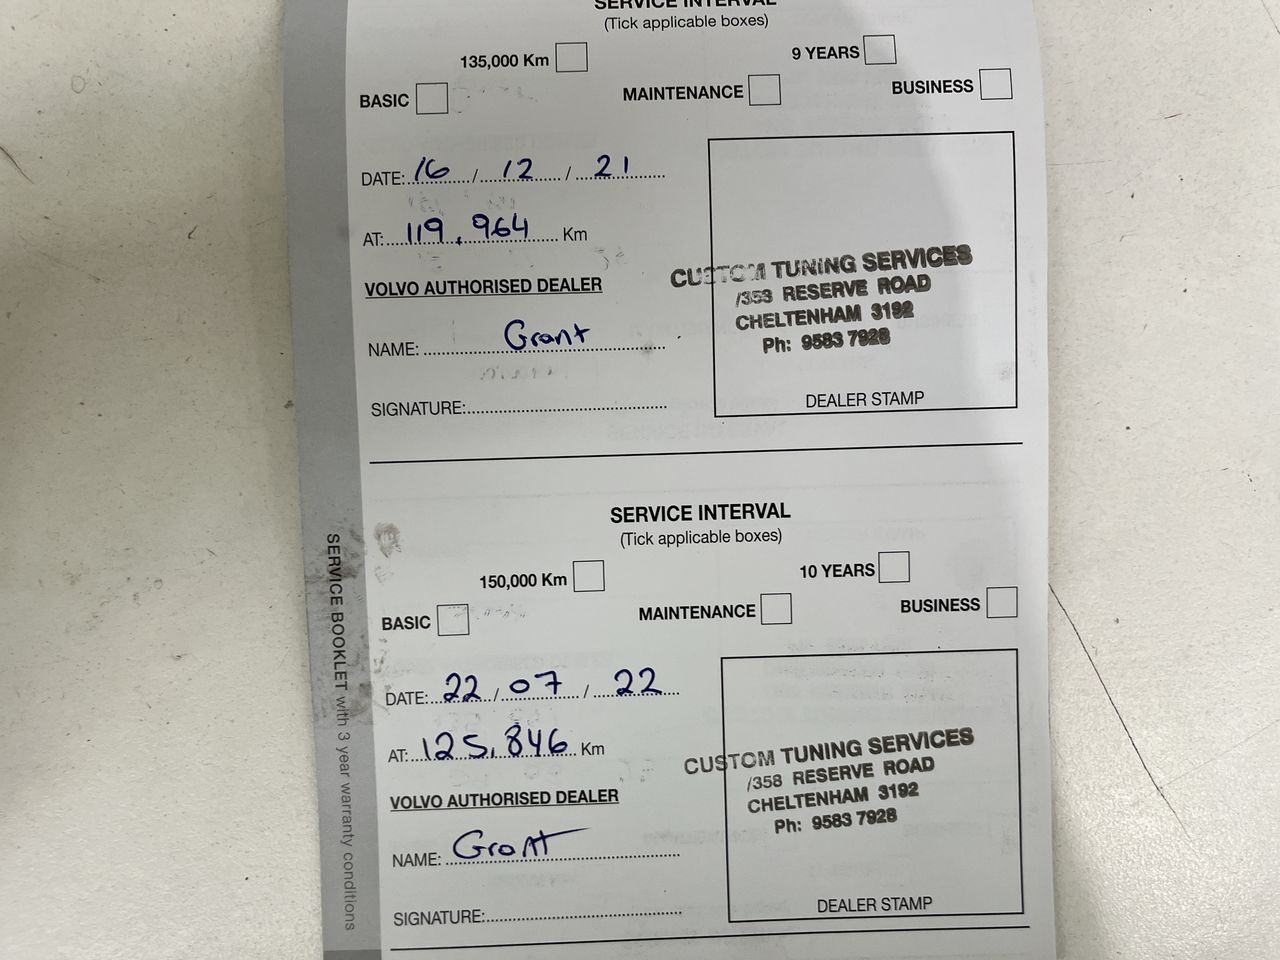 SERVICE INTERVAL
(Tick applicable boxes)
135,000 Km 9 YEARS
BASIC MAINTENANCE BUSINESS
DATE: 16 / 12 / 21
AT: 119,964 Km
VOLVO AUTHORISED DEALER
NAME: Grant
SIGNATURE:
CUSTOM TUNING SERVICES
/358 RESERVE ROAD
CHELTENHAM 3192
Ph: 9583 7928
DEALER STAMP
SERVICE INTERVAL
(Tick applicable boxes)
150,000 Km 10 YEARS
BASIC MAINTENANCE BUSINESS
DATE: 22 / 07 / 22
AT: 125,846 Km
VOLVO AUTHORISED DEALER
NAME: Grant
SIGNATURE:
CUSTOM TUNING SERVICES
/358 RESERVE ROAD
CHELTENHAM 3192
Ph: 9583 7928
DEALER STAMP
SERVICE BOOKLET with 3 year warranty conditions